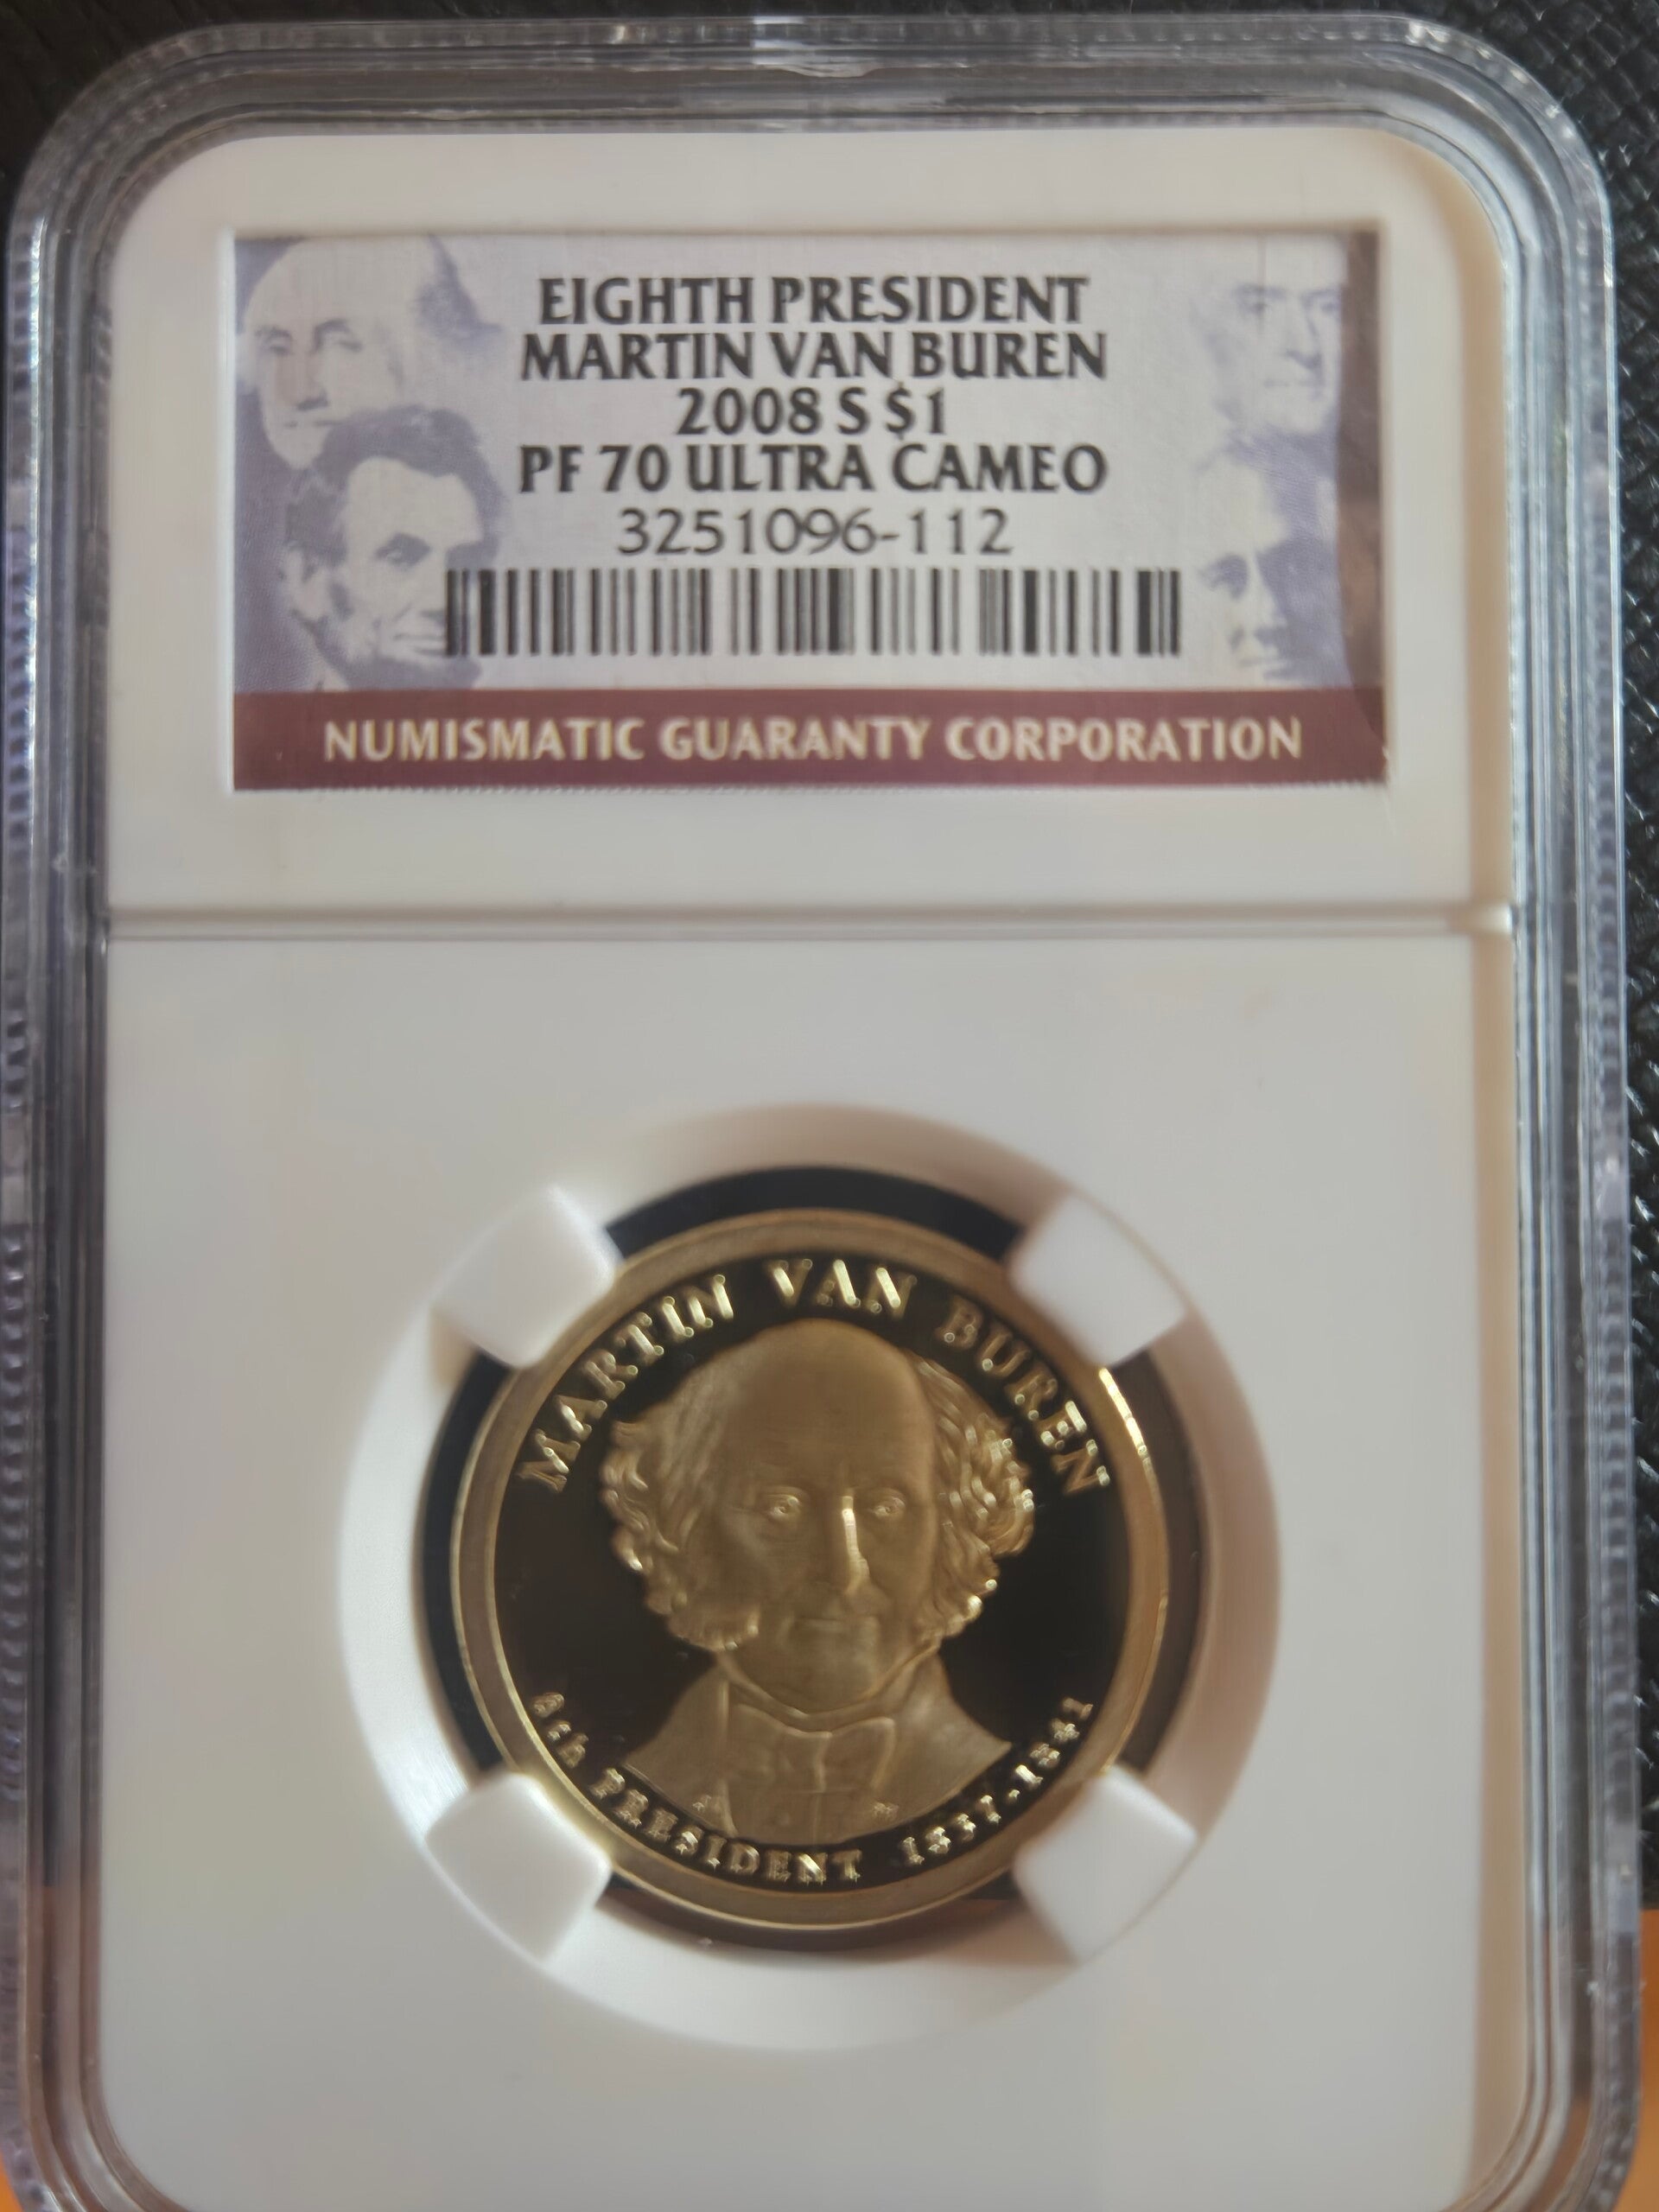 EIGHTH PRESIDENT
MARTIN VAN BUREN
2008 S $1
PF 70 ULTRA CAMEO
3251096-112
NUMISMATIC GUARANTY CORPORATION
MARTIN VAN BUREN
8th PRESIDENT 1837-1841